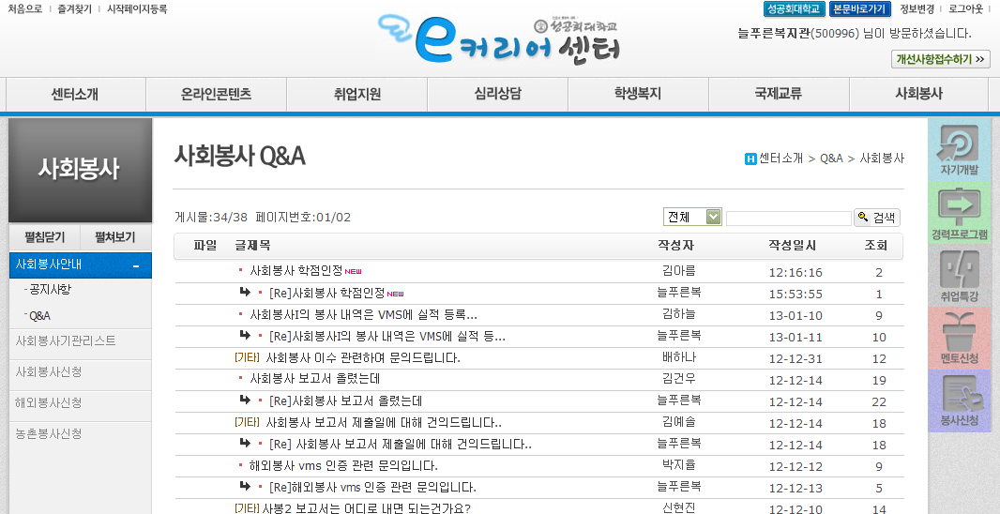 처음으로 | 즐겨찾기 | 시작페이지등록
성공회대학교 본문바로가기 정보변경 | 로그아웃
성공회대학교
e커리어센터
늘푸른복지관(500996) 님이 방문하셨습니다.
개선사항접수하기 >>
센터소개 온라인콘텐츠 취업지원 심리상담 학생복지 국제교류 사회봉사
사회봉사
펼침닫기 펼쳐보기
사회봉사안내 -
- 공지사항
- Q&A
사회봉사기관리스트
사회봉사신청
해외봉사신청
농촌봉사신청
사회봉사 Q&A
H 센터소개 > Q&A > 사회봉사
게시물:34/38 페이지번호:01/02
전체 검색
파일 글제목 작성자 작성일시 조회
사회봉사 학점인정 NEW 김아름 12:16:16 2
[Re]사회봉사 학점인정 NEW 늘푸른복 15:53:55 1
사회봉사I의 봉사 내역은 VMS에 실적 등록... 김하늘 13-01-10 9
[Re]사회봉사I의 봉사 내역은 VMS에 실적 등... 늘푸른복 13-01-11 10
[기타] 사회봉사 이수 관련하여 문의드립니다. 배하나 12-12-31 12
사회봉사 보고서 올렸는데 김건우 12-12-14 19
[Re]사회봉사 보고서 올렸는데 늘푸른복 12-12-14 22
[기타] 사회봉사 보고서 제출일에 대해 건의드립니다.. 김예솔 12-12-14 18
[Re] 사회봉사 보고서 제출일에 대해 건의드립니다.. 늘푸른복 12-12-14 18
해외봉사 vms 인증 관련 문의입니다. 박지율 12-12-12 9
[Re]해외봉사 vms 인증 관련 문의입니다. 늘푸른복 12-12-13 5
[기타] 사봉2 보고서는 어디로 내면 되는건가요? 신현진 12-12-10 14
자기개발
경력프로그램
취업특강
멘토신청
봉사신청